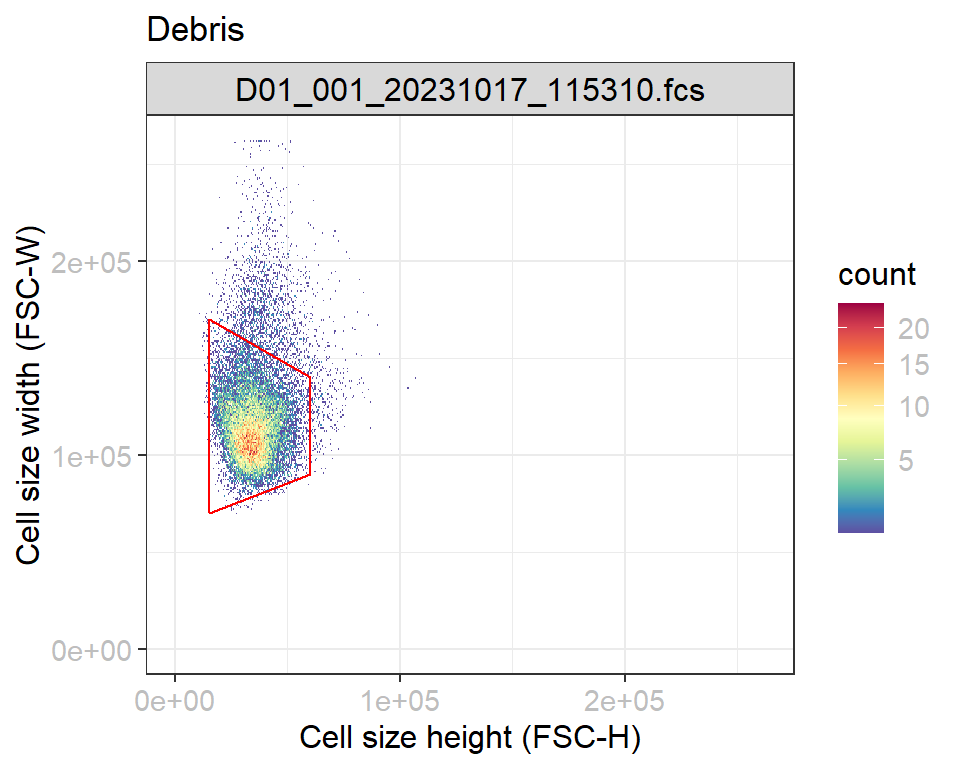 Debris
D01_001_20231017_115310.fcs
Cell size width (FSC-W)
2e+05
1e+05
0e+00
0e+00 1e+05 2e+05
Cell size height (FSC-H)
count
20
15
10
5